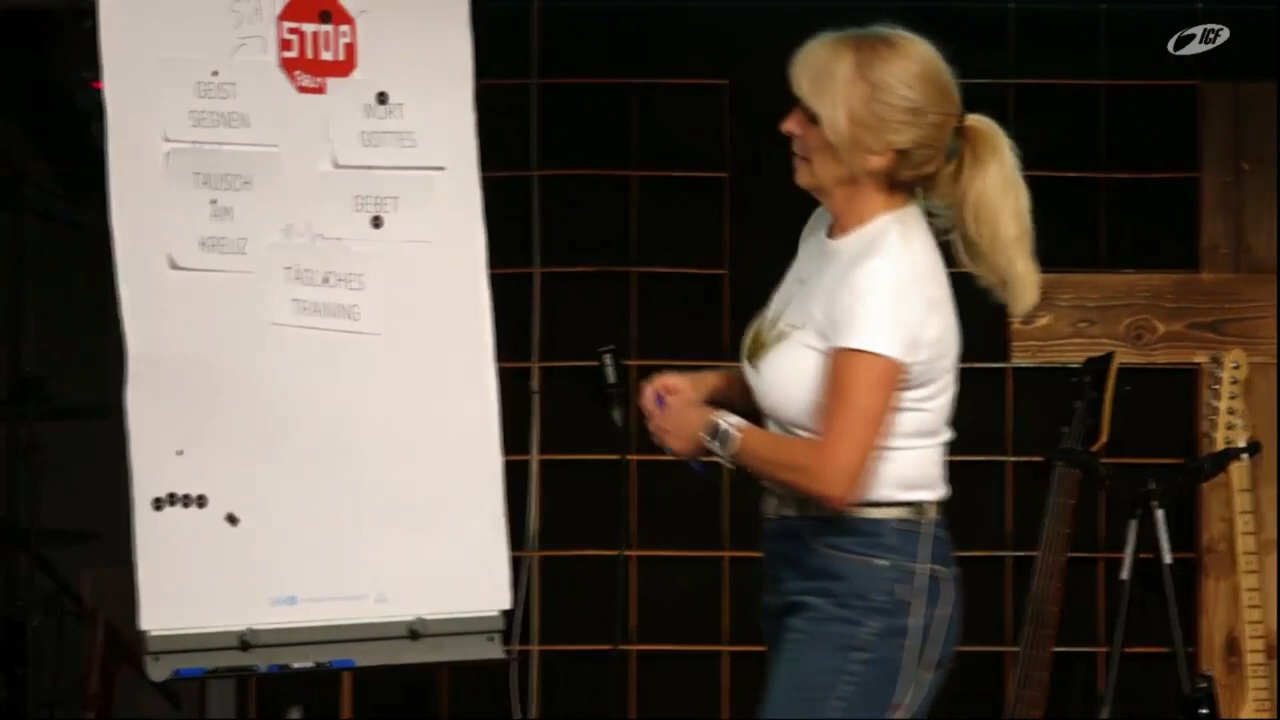 ICF
STOP
GEIST
SEGNEN
WORT
GOTTES
TAUSCH
AM
KREUZ
GEBET
TÄGLICHES
TRAINING